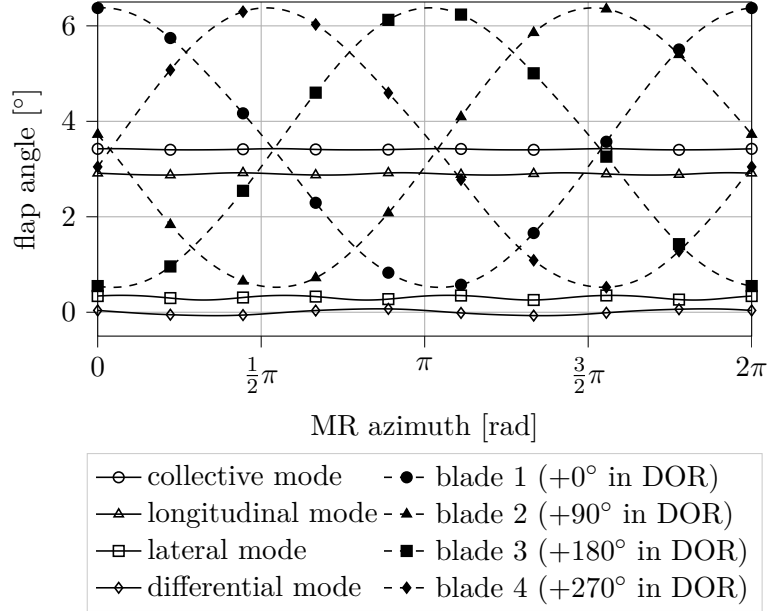 6
4
2
0
flap angle [°]
0
1/2 π
π
3/2 π
2π
MR azimuth [rad]
collective mode
blade 1 (+0° in DOR)
longitudinal mode
blade 2 (+90° in DOR)
lateral mode
blade 3 (+180° in DOR)
differential mode
blade 4 (+270° in DOR)